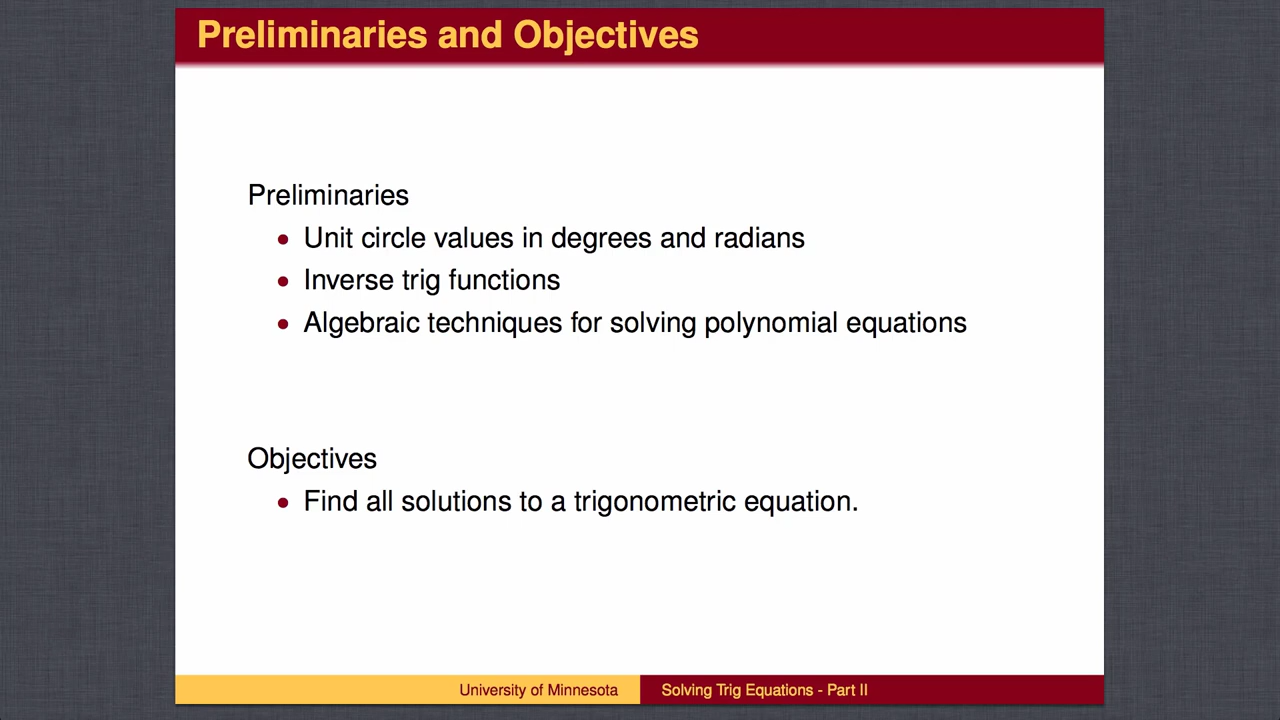 Preliminaries and Objectives
Preliminaries
• Unit circle values in degrees and radians
• Inverse trig functions
• Algebraic techniques for solving polynomial equations
Objectives
• Find all solutions to a trigonometric equation.
University of Minnesota
Solving Trig Equations - Part II